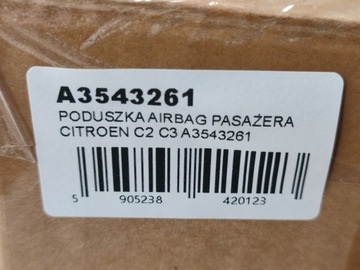 A3543261
PODUSZKA AIRBAG PASAŻERA
CITROEN C2 C3 A3543261
5 905238 420123